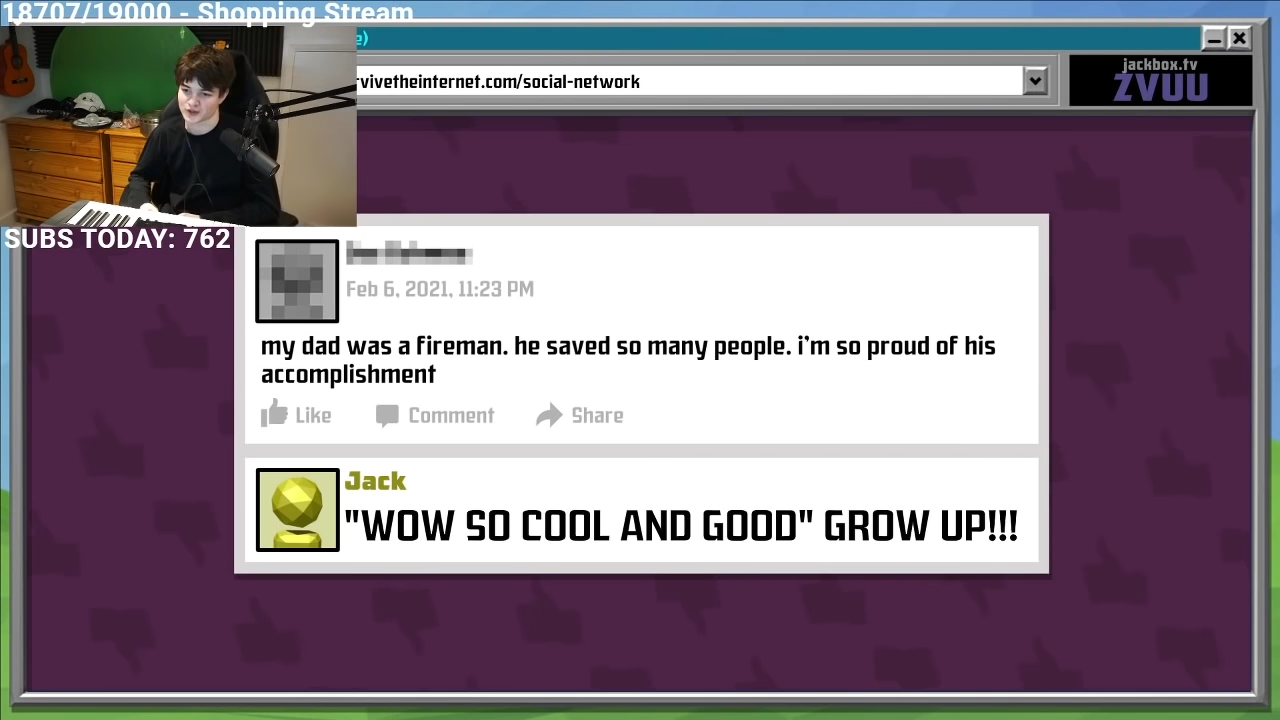 18707/19000 - Shopping Stream
e)
rvivetheinternet.com/social-network
jackbox.tv
ZVUU
SUBS TODAY: 762
Feb 6, 2021, 11:23 PM
my dad was a fireman. he saved so many people. i'm so proud of his
accomplishment
Like Comment Share
Jack
"WOW SO COOL AND GOOD" GROW UP!!!